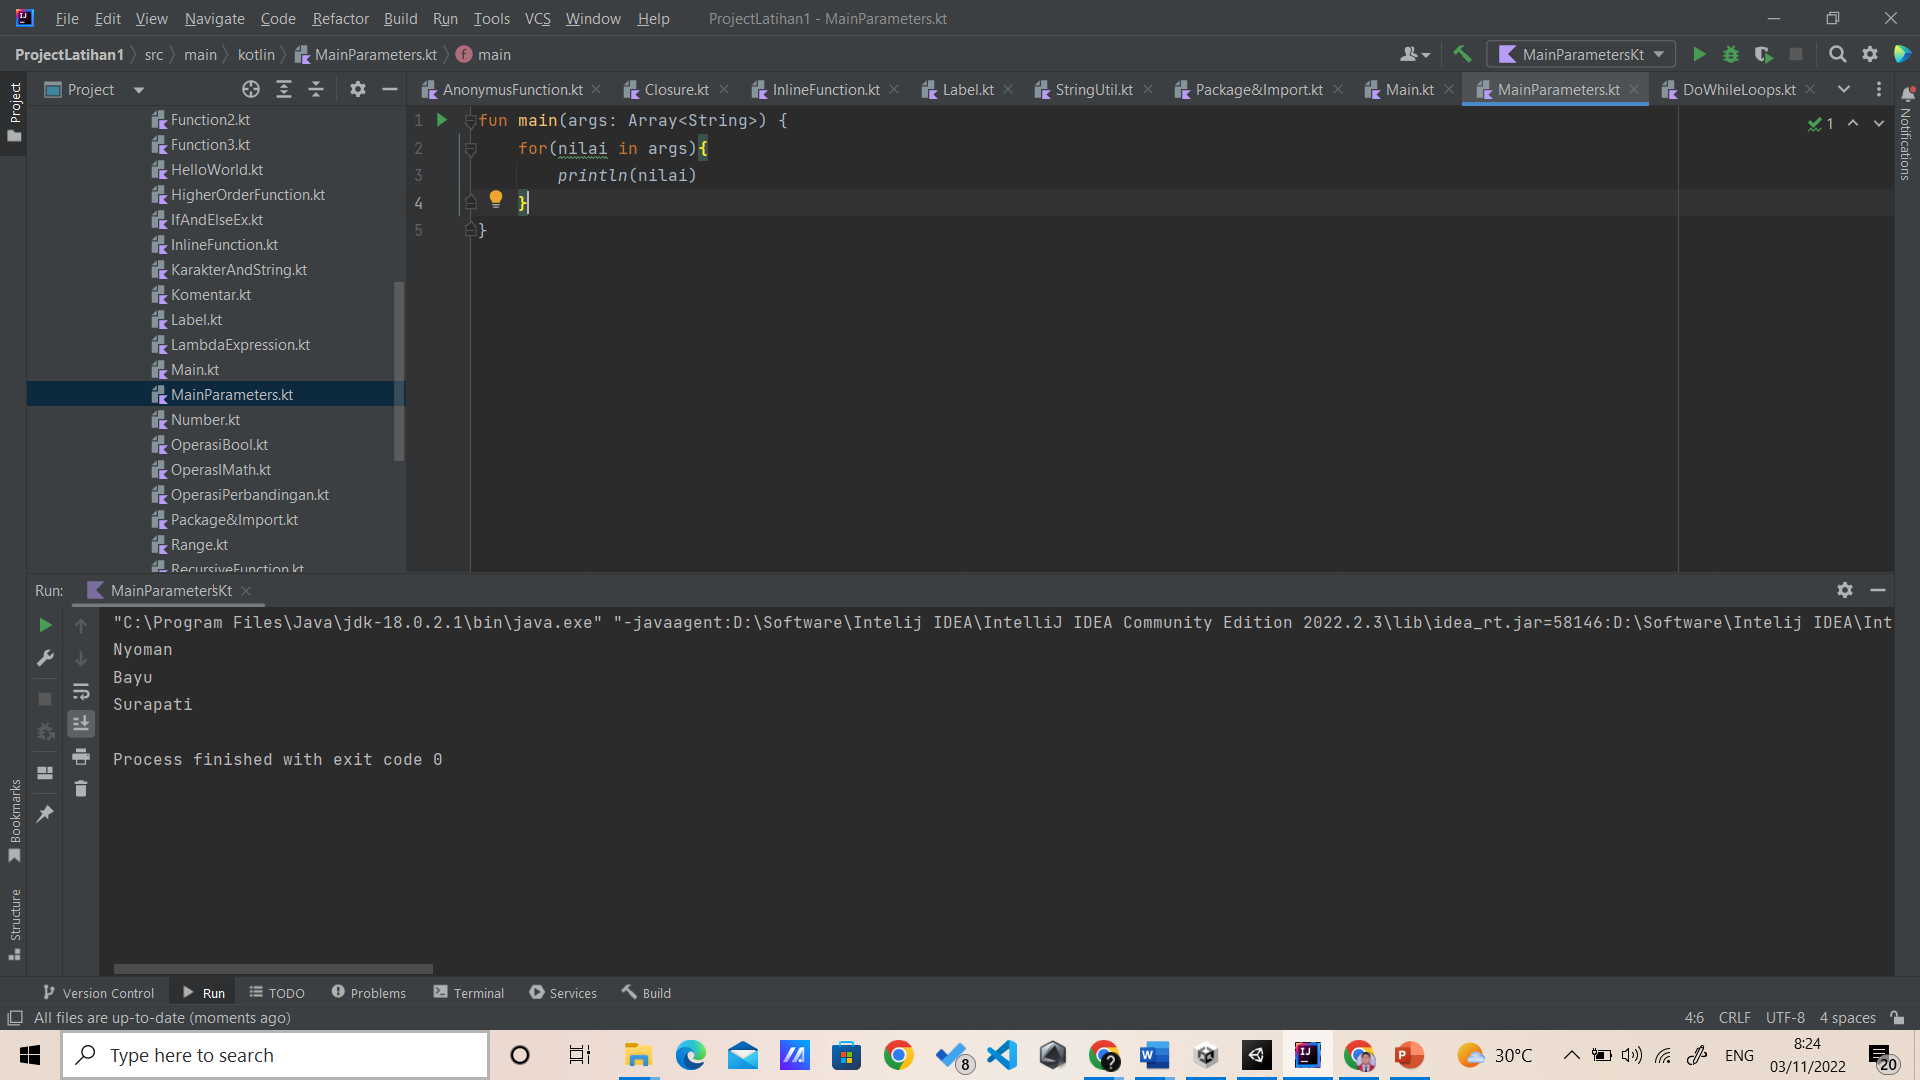 File Edit View Navigate Code Refactor Build Run Tools VCS Window Help ProjectLatihan1 - MainParameters.kt
ProjectLatihan1 src main kotlin MainParameters.kt main MainParametersKt
Project AnonymusFunction.kt Closure.kt InlineFunction.kt Label.kt StringUtil.kt Package&Import.kt Main.kt MainParameters.kt DoWhileLoops.kt
Project
Notifications
Function2.kt
Function3.kt
HelloWorld.kt
HigherOrderFunction.kt
IfAndElseEx.kt
InlineFunction.kt
KarakterAndString.kt
Komentar.kt
Label.kt
LambdaExpression.kt
Main.kt
MainParameters.kt
Number.kt
OperasiBool.kt
OperasIMath.kt
OperasiPerbandingan.kt
Package&Import.kt
Range.kt
RecursiveFunction.kt
1 fun main(args: Array<String>) {
2 for(nilai in args){
3 println(nilai)
4 }
5 }
1
Run: MainParametersKt
"C:\Program Files\Java\jdk-18.0.2.1\bin\java.exe" "-javaagent:D:\Software\Intelij IDEA\IntelliJ IDEA Community Edition 2022.2.3\lib\idea_rt.jar=58146:D:\Software\Intelij IDEA\Int
Nyoman
Bayu
Surapati
Process finished with exit code 0
Bookmarks
Structure
Version Control Run TODO Problems Terminal Services Build
All files are up-to-date (moments ago) 4:6 CRLF UTF-8 4 spaces
Type here to search 8 30°C ENG 8:24
03/11/2022 20